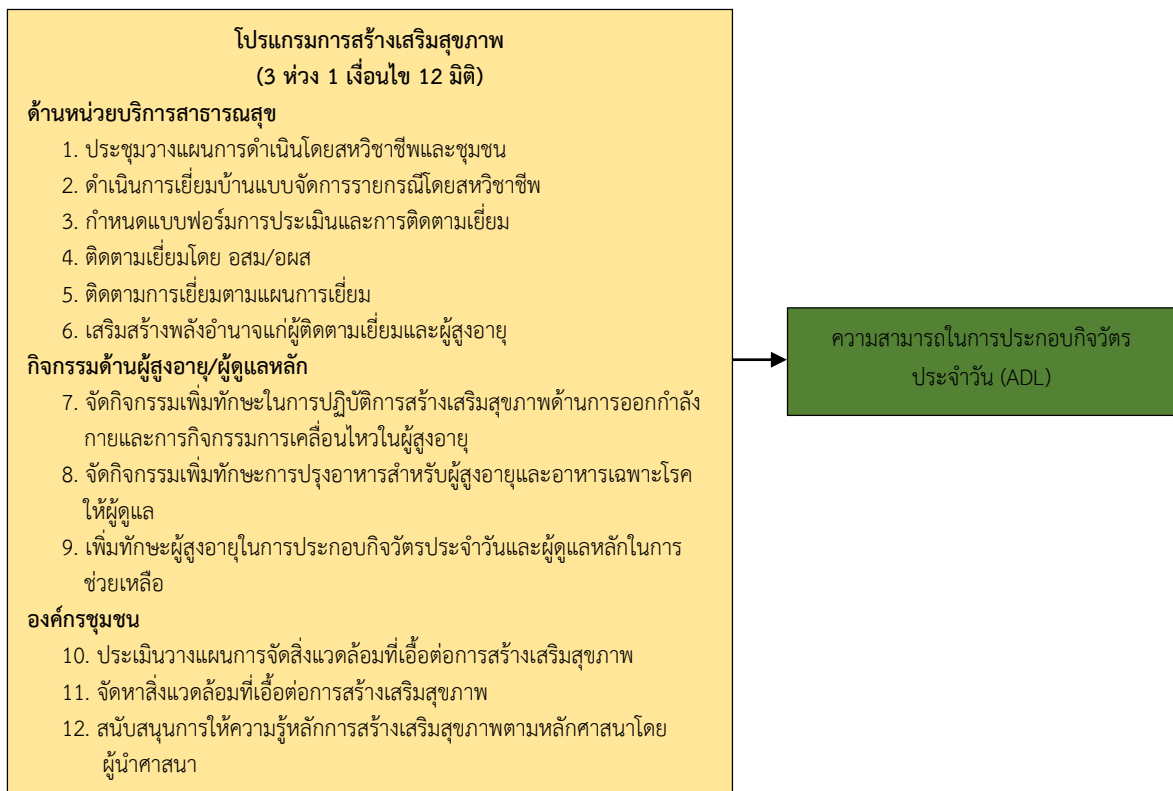 โปรแกรมการสร้างเสริมสุขภาพ
(3 ห่วง 1 เงื่อนไข 12 มิติ)
ด้านหน่วยบริการสาธารณสุข
1. ประชุมวางแผนการดำเนินโดยสหวิชาชีพและชุมชน
2. ดำเนินการเยี่ยมบ้านแบบจัดการรายกรณีโดยสหวิชาชีพ
3. กำหนดแบบฟอร์มการประเมินและการติดตามเยี่ยม
4. ติดตามเยี่ยมโดย อสม/อผส
5. ติดตามการเยี่ยมตามแผนการเยี่ยม
6. เสริมสร้างพลังอำนาจแก่ผู้ติดตามเยี่ยมและผู้สูงอายุ
กิจกรรมด้านผู้สูงอายุ/ผู้ดูแลหลัก
7. จัดกิจกรรมเพิ่มทักษะในการปฏิบัติการสร้างเสริมสุขภาพด้านการออกกำลัง
กายและการกิจกรรมการเคลื่อนไหวในผู้สูงอายุ
8. จัดกิจกรรมเพิ่มทักษะการปรุงอาหารสำหรับผู้สูงอายุและอาหารเฉพาะโรค
ให้ผู้ดูแล
9. เพิ่มทักษะผู้สูงอายุในการประกอบกิจวัตรประจำวันและผู้ดูแลหลักในการ
ช่วยเหลือ
องค์กรชุมชน
10. ประเมินวางแผนการจัดสิ่งแวดล้อมที่เอื้อต่อการสร้างเสริมสุขภาพ
11. จัดหาสิ่งแวดล้อมที่เอื้อต่อการสร้างเสริมสุขภาพ
12. สนับสนุนการให้ความรู้หลักการสร้างเสริมสุขภาพตามหลักศาสนาโดย
ผู้นำศาสนา
ความสามารถในการประกอบกิจวัตร
ประจำวัน (ADL)